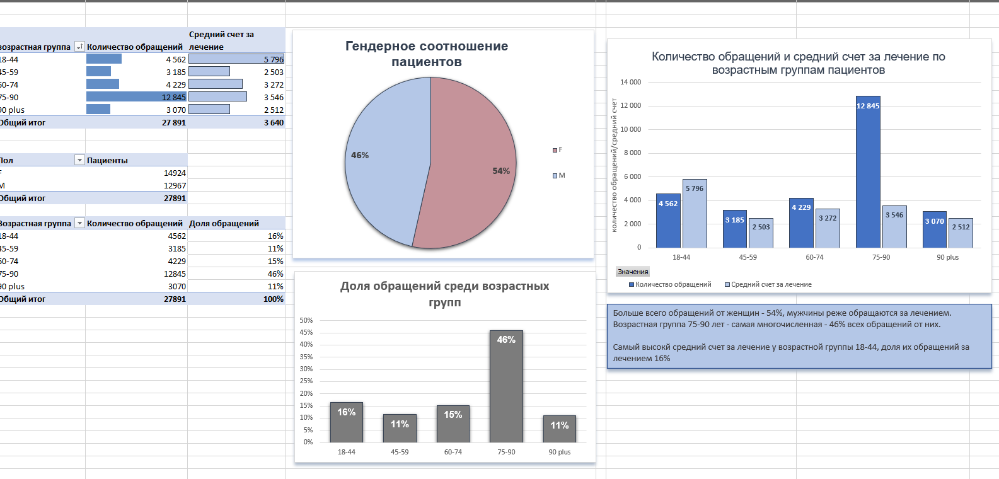 Средний счет за
возрастная группа Количество обращений лечение
18-44 4 562 5 796
45-59 3 185 2 503
60-74 4 229 3 272
75-90 12 845 3 546
90 plus 3 070 2 512
Общий итог 27 891 3 640
Пол Пациенты
F 14924
M 12967
Общий итог 27891
Возрастная группа Количество обращений Доля обращений
18-44 4562 16%
45-59 3185 11%
60-74 4229 15%
75-90 12845 46%
90 plus 3070 11%
Общий итог 27891 100%
Гендерное соотношение
пациентов
46%
54%
F
M
Доля обращений среди возрастных
групп
50%
45%
40%
35%
30%
25%
20%
15%
10%
5%
0%
16%
11%
15%
46%
11%
18-44 45-59 60-74 75-90 90 plus
Количество обращений и средний счет за лечение по
возрастным группам пациентов
количество обращений/средний счет
14 000
12 000
10 000
8 000
6 000
4 000
2 000
0
4 562
5 796
3 185
2 503
4 229
3 272
12 845
3 546
3 070
2 512
18-44 45-59 60-74 75-90 90 plus
Значения
Количество обращений Средний счет за лечение
Больше всего обращений от женщин - 54%, мужчины реже обращаются за лечением.
Возрастная группа 75-90 лет - самая многочисленная - 46% всех обращений от них.
Самый высокй средний счет за лечение у возрастной группы 18-44, доля их обращений за
лечением 16%